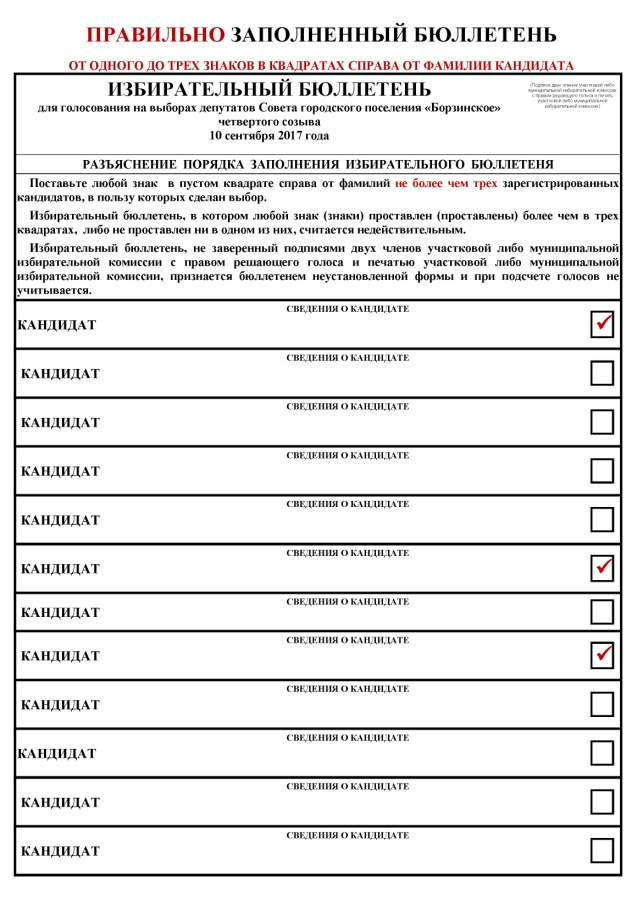 ПРАВИЛЬНО ЗАПОЛНЕННЫЙ БЮЛЛЕТЕНЬ
ОТ ОДНОГО ДО ТРЕХ ЗНАКОВ В КВАДРАТАХ СПРАВА ОТ ФАМИЛИИ КАНДИДАТА
ИЗБИРАТЕЛЬНЫЙ БЮЛЛЕТЕНЬ
для голосования на выборах депутатов Совета городского поселения «Борзинское»
четвертого созыва
10 сентября 2017 года
(Подписи двух членов участковой либо
муниципальной избирательной комиссии
с правом решающего голоса и печать
участковой либо муниципальной
избирательной комиссии)
РАЗЪЯСНЕНИЕ ПОРЯДКА ЗАПОЛНЕНИЯ ИЗБИРАТЕЛЬНОГО БЮЛЛЕТЕНЯ
Поставьте любой знак в пустом квадрате справа от фамилий не более чем трех зарегистрированных
кандидатов, в пользу которых сделан выбор.
Избирательный бюллетень, в котором любой знак (знаки) проставлен (проставлены) более чем в трех
квадратах, либо не проставлен ни в одном из них, считается недействительным.
Избирательный бюллетень, не заверенный подписями двух членов участковой либо муниципальной
избирательной комиссии с правом решающего голоса и печатью участковой либо муниципальной
избирательной комиссии, признается бюллетенем неустановленной формы и при подсчете голосов не
учитывается.
СВЕДЕНИЯ О КАНДИДАТЕ
КАНДИДАТ
СВЕДЕНИЯ О КАНДИДАТЕ
КАНДИДАТ
СВЕДЕНИЯ О КАНДИДАТЕ
КАНДИДАТ
СВЕДЕНИЯ О КАНДИДАТЕ
КАНДИДАТ
СВЕДЕНИЯ О КАНДИДАТЕ
КАНДИДАТ
СВЕДЕНИЯ О КАНДИДАТЕ
КАНДИДАТ
СВЕДЕНИЯ О КАНДИДАТЕ
КАНДИДАТ
СВЕДЕНИЯ О КАНДИДАТЕ
КАНДИДАТ
СВЕДЕНИЯ О КАНДИДАТЕ
КАНДИДАТ
СВЕДЕНИЯ О КАНДИДАТЕ
КАНДИДАТ
СВЕДЕНИЯ О КАНДИДАТЕ
КАНДИДАТ
СВЕДЕНИЯ О КАНДИДАТЕ
КАНДИДАТ